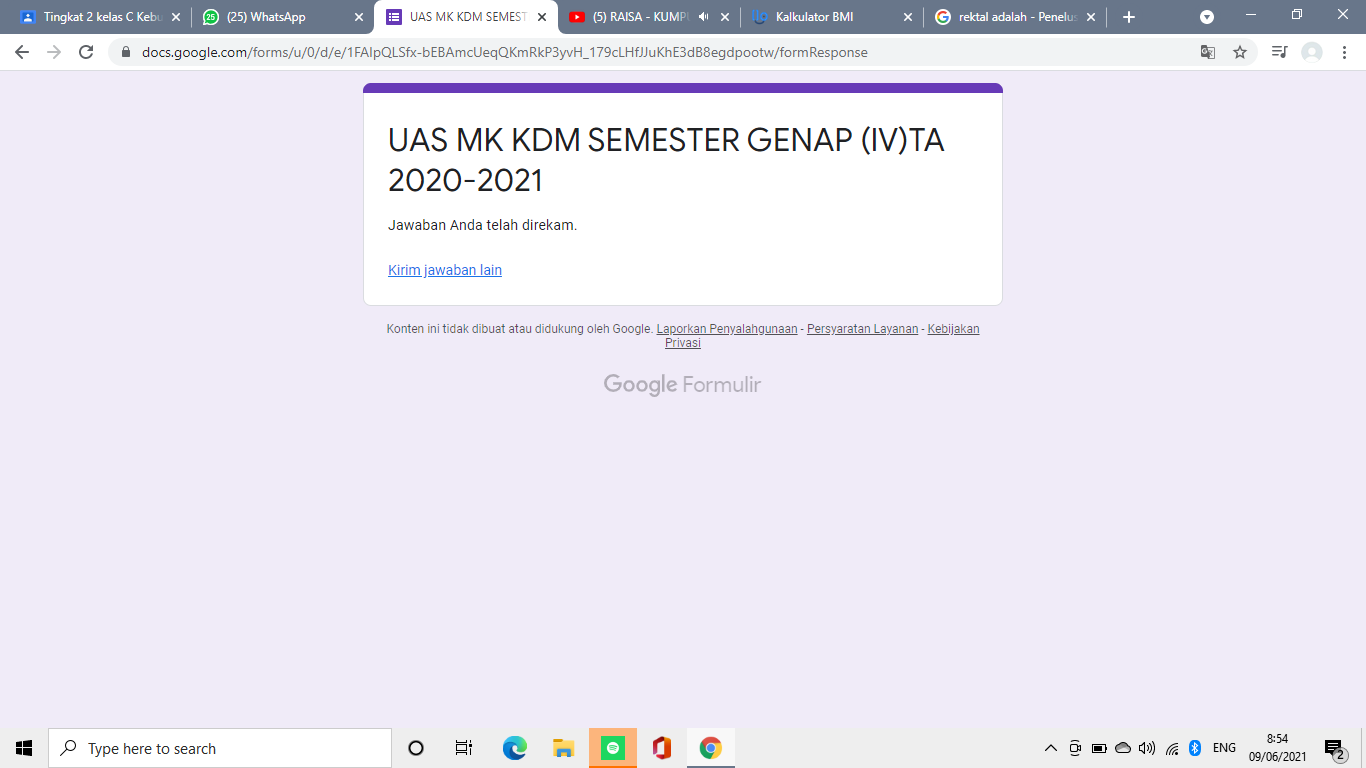 Tingkat 2 kelas C Kebu
(25) WhatsApp
UAS MK KDM SEMEST
(5) RAISA - KUMPU
Kalkulator BMI
rektal adalah - Penelus
docs.google.com/forms/u/0/d/e/1FAIpQLSfx-bEBAmcUeqQKmRkP3yvH_179cLHfJJuKhE3dB8egdpootw/formResponse
UAS MK KDM SEMESTER GENAP (IV)TA
2020-2021
Jawaban Anda telah direkam.
Kirim jawaban lain
Konten ini tidak dibuat atau didukung oleh Google. Laporkan Penyalahgunaan - Persyaratan Layanan - Kebijakan
Privasi
Google Formulir
Type here to search
ENG
8:54
09/06/2021
2